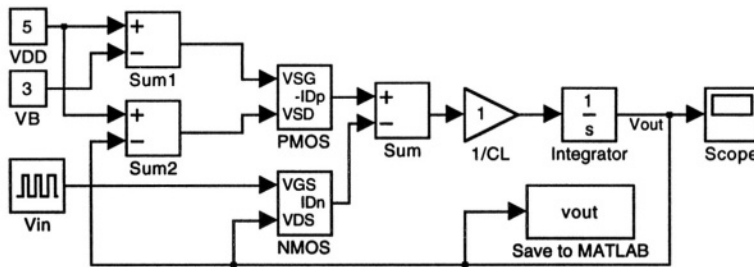 5
VDD
3
VB
+
−
Sum1
+
−
Sum2
Vin
VSG
-IDp
VSD
PMOS
VGS
IDn
VDS
NMOS
+
−
Sum
1
1/CL
1
s
Integrator
Vout
Scope
vout
Save to MATLAB